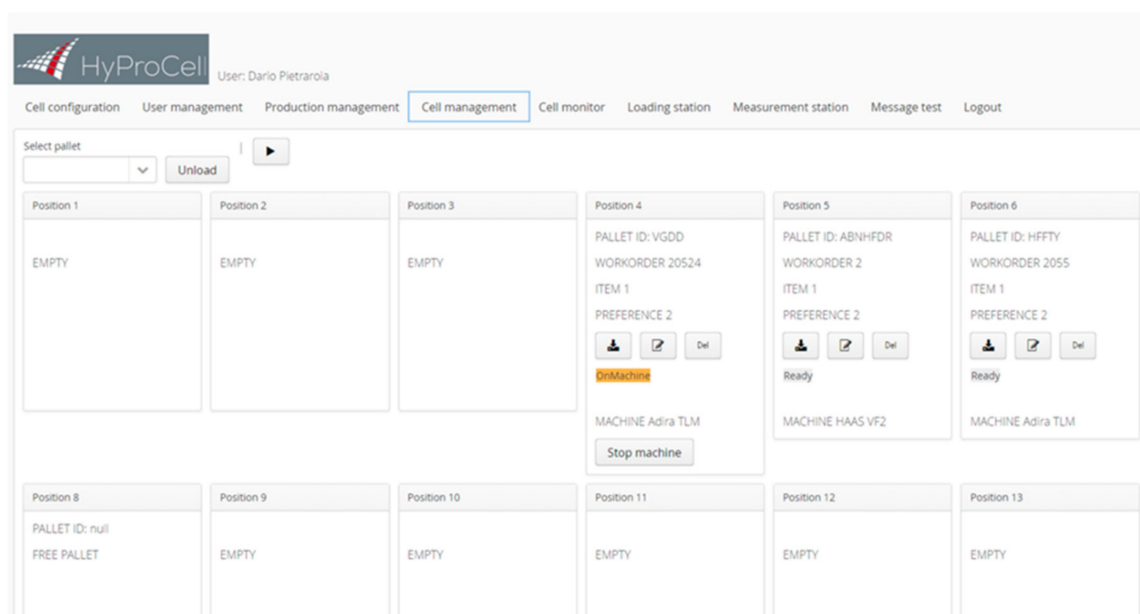 HyProCell
User: Dario Pietrarola
Cell configuration User management Production management Cell management Cell monitor Loading station Measurement station Message test Logout
Select pallet
Unload
Position 1
EMPTY
Position 2
EMPTY
Position 3
EMPTY
Position 4
PALLET ID: VGDD
WORKORDER 20524
ITEM 1
PREFERENCE 2
Del
OnMachine
MACHINE Adira TLM
Stop machine
Position 5
PALLET ID: ABNHFDR
WORKORDER 2
ITEM 1
PREFERENCE 2
Del
Ready
MACHINE HAAS VF2
Position 6
PALLET ID: HFFTY
WORKORDER 2055
ITEM 1
PREFERENCE 2
Del
Ready
MACHINE Adira TLM
Position 8
PALLET ID: null
FREE PALLET
Position 9
EMPTY
Position 10
EMPTY
Position 11
EMPTY
Position 12
EMPTY
Position 13
EMPTY